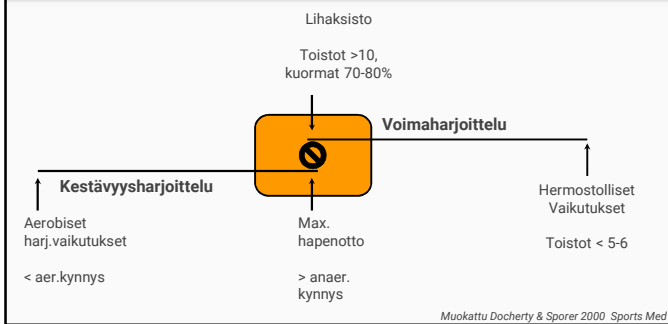 Lihaksisto
Toistot >10,
kuormat 70-80%
Voimaharjoittelu
Kestävyysharjoittelu
Hermostolliset
Vaikutukset
Toistot < 5-6
Aerobiset
harj.vaikutukset
< aer.kynnys
Max.
hapenotto
> anaer.
kynnys
Muokattu Docherty & Sporer 2000 Sports Med